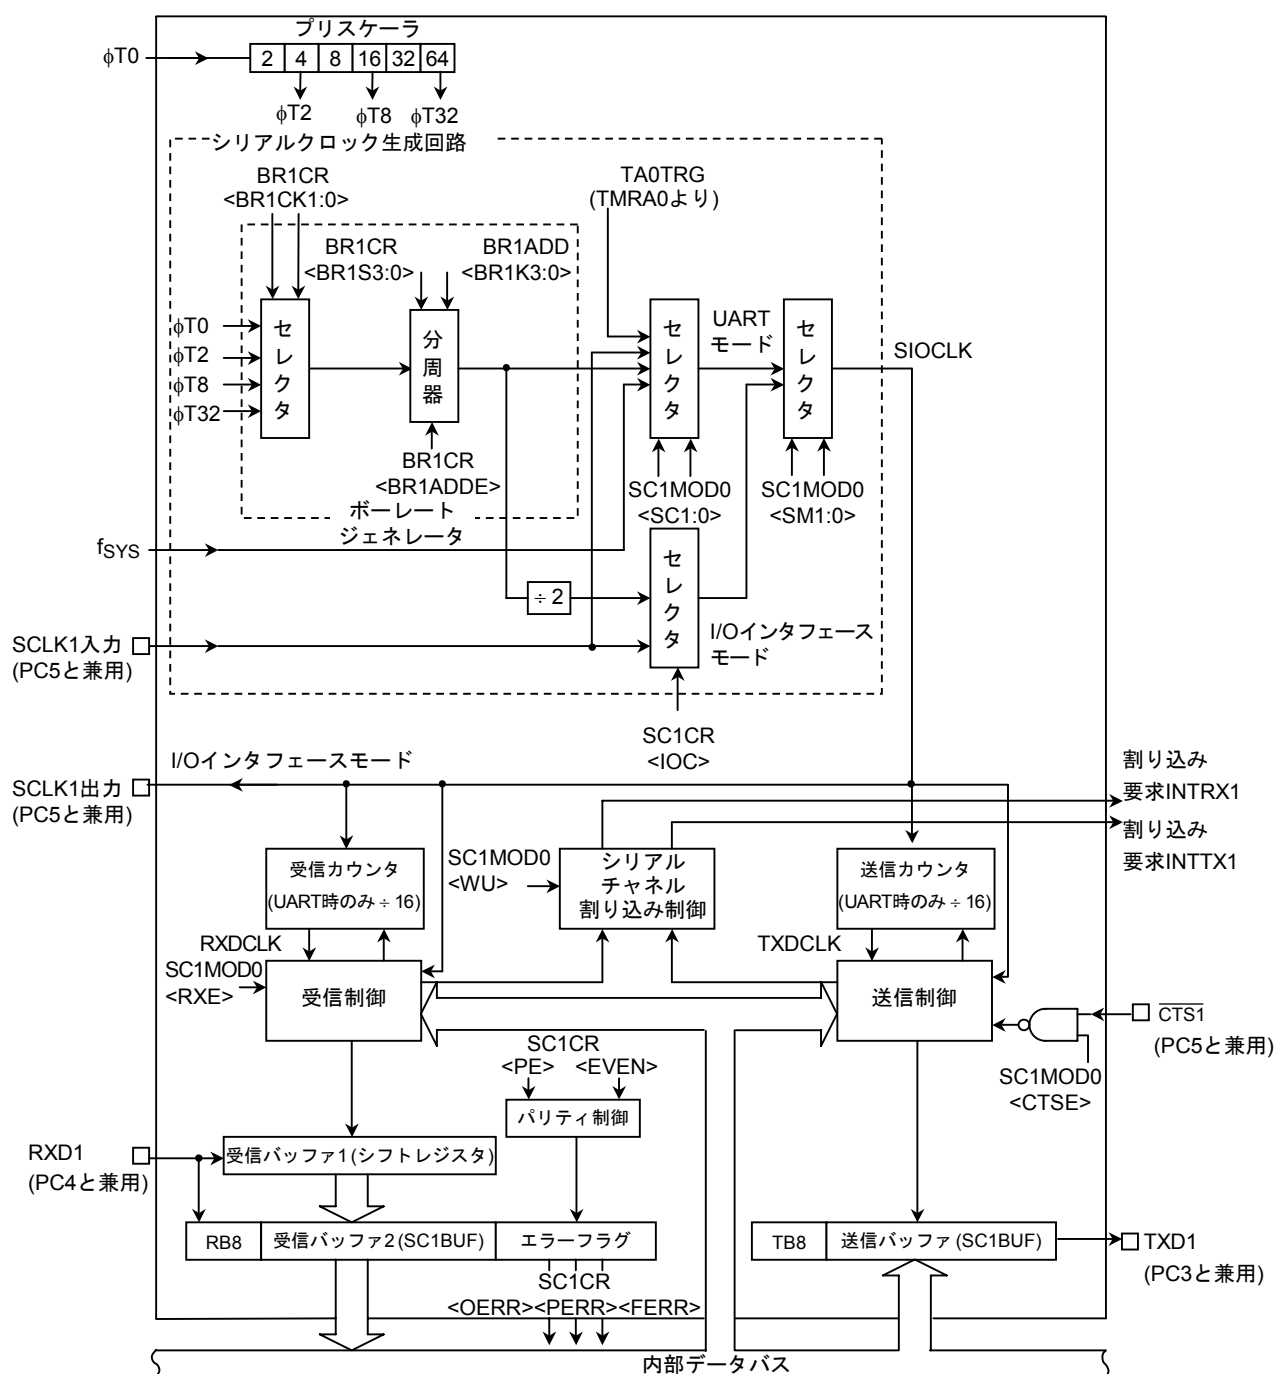 プリスケーラ
φT0
2 4 8 16 32 64
φT2 φT8 φT32
シリアルクロック生成回路
BR1CR
<BR1CK1:0>
TA0TRG
(TMRA0より)
BR1CR
<BR1S3:0>
BR1ADD
<BR1K3:0>
φT0
φT2
φT8
φT32
セレクタ
分周器
セレクタ
UART
モード
セレクタ
SIOCLK
BR1CR
<BR1ADDE>
ボーレート
ジェネレータ
SC1MOD0
<SC1:0>
SC1MOD0
<SM1:0>
fSYS
÷2
セレクタ
I/Oインタフェース
モード
SCLK1入力
(PC5と兼用)
SC1CR
<IOC>
I/Oインタフェースモード
SCLK1出力
(PC5と兼用)
割り込み
要求INTRX1
割り込み
要求INTTX1
受信カウンタ
(UART時のみ÷16)
SC1MOD0
<WU>
シリアル
チャネル
割り込み制御
送信カウンタ
(UART時のみ÷16)
RXDCLK
TXDCLK
SC1MOD0
<RXE>
受信制御
送信制御
CTS1
(PC5と兼用)
SC1MOD0
<CTSE>
SC1CR
<PE> <EVEN>
パリティ制御
RXD1
(PC4と兼用)
受信バッファ1(シフトレジスタ)
RB8 受信バッファ2(SC1BUF) エラーフラグ
TB8 送信バッファ(SC1BUF)
TXD1
(PC3と兼用)
SC1CR
<OERR><PERR><FERR>
内部データバス